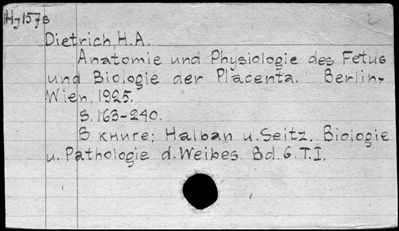 H-1573
Dietrich, H.A.
Anatomie und Physiologie des Fetus
und Biologie der Placenta. Berlin-
Wien, 1925.
S. 163-240.
В книге: Halban u. Seitz. Biologie
u. Pathologie d. Weibes. Bd. 6. T. I.